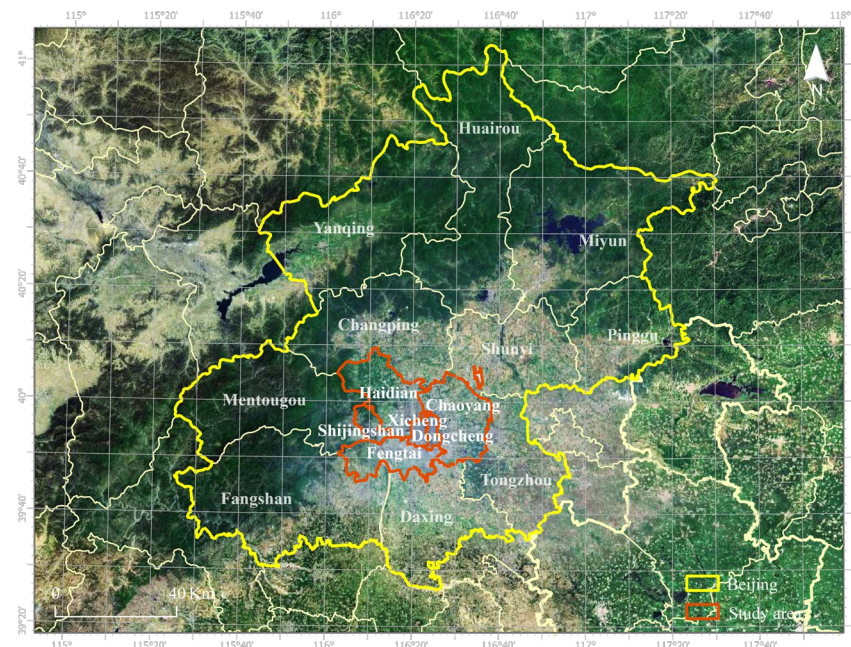 115° 115°20' 115°40' 116° 116°20' 116°40' 117° 117°20' 117°40' 118°
41°
N
Huairou
40°40'
Yanqing
Miyun
40°20'
Changping
Pinggu
Shunyi
40°
Haidian
Mentougou
Chaoyang
Xicheng
Shijingshan
Dongcheng
Fengtai
Tongzhou
Fangshan
39°40'
Daxing
Beijing
0 40 Km
Study area
39°20'
115° 115°20' 115°40' 116° 116°20' 116°40' 117° 117°20' 117°40'